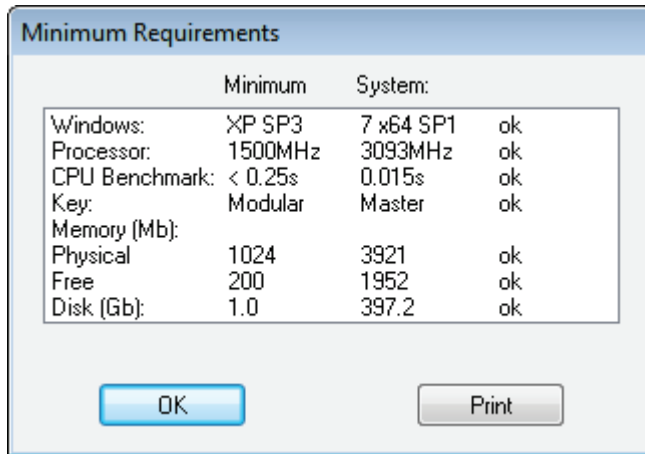 Minimum Requirements
Minimum System:
Windows: XP SP3 7 x64 SP1 ok
Processor: 1500MHz 3093MHz ok
CPU Benchmark: < 0.25s 0.015s ok
Key: Modular Master ok
Memory (Mb):
Physical 1024 3921 ok
Free 200 1952 ok
Disk (Gb): 1.0 397.2 ok
OK Print